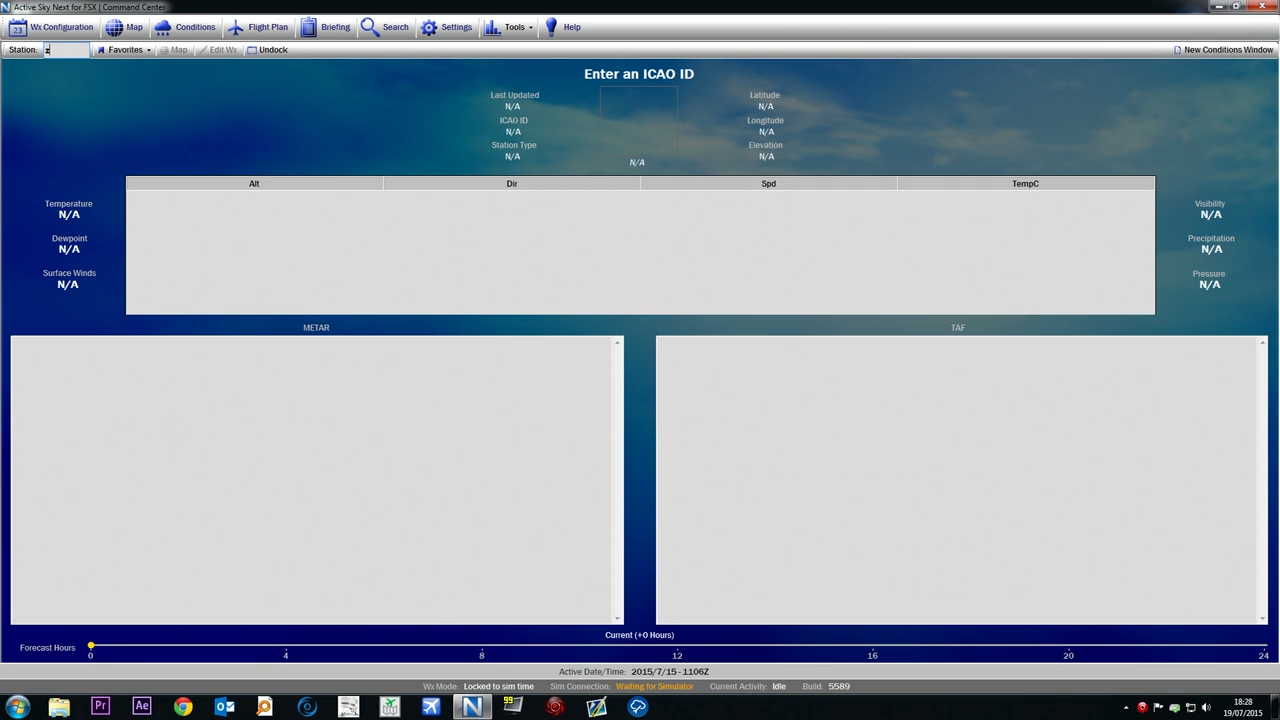 Active Sky Next for FSX | Command Center
23 Wx Configuration Map Conditions Flight Plan Briefing Search Settings Tools Help
Station: z Favorites Map Edit Wx Undock New Conditions Window
Enter an ICAO ID
Last Updated Latitude
N/A N/A
ICAO ID Longitude
N/A N/A
Station Type Elevation
N/A N/A
N/A
Alt Dir Spd TempC
Temperature Visibility
N/A N/A
Dewpoint Precipitation
N/A N/A
Surface Winds Pressure
N/A N/A
METAR TAF
Current (+0 Hours)
Forecast Hours
0 4 8 12 16 20 24
Active Date/Time: 2015/7/15 - 1106Z
Wx Mode: Locked to sim time Sim Connection: Waiting for Simulator Current Activity: Idle Build: 5589
Pr Ae N 99 18:28
19/07/2015